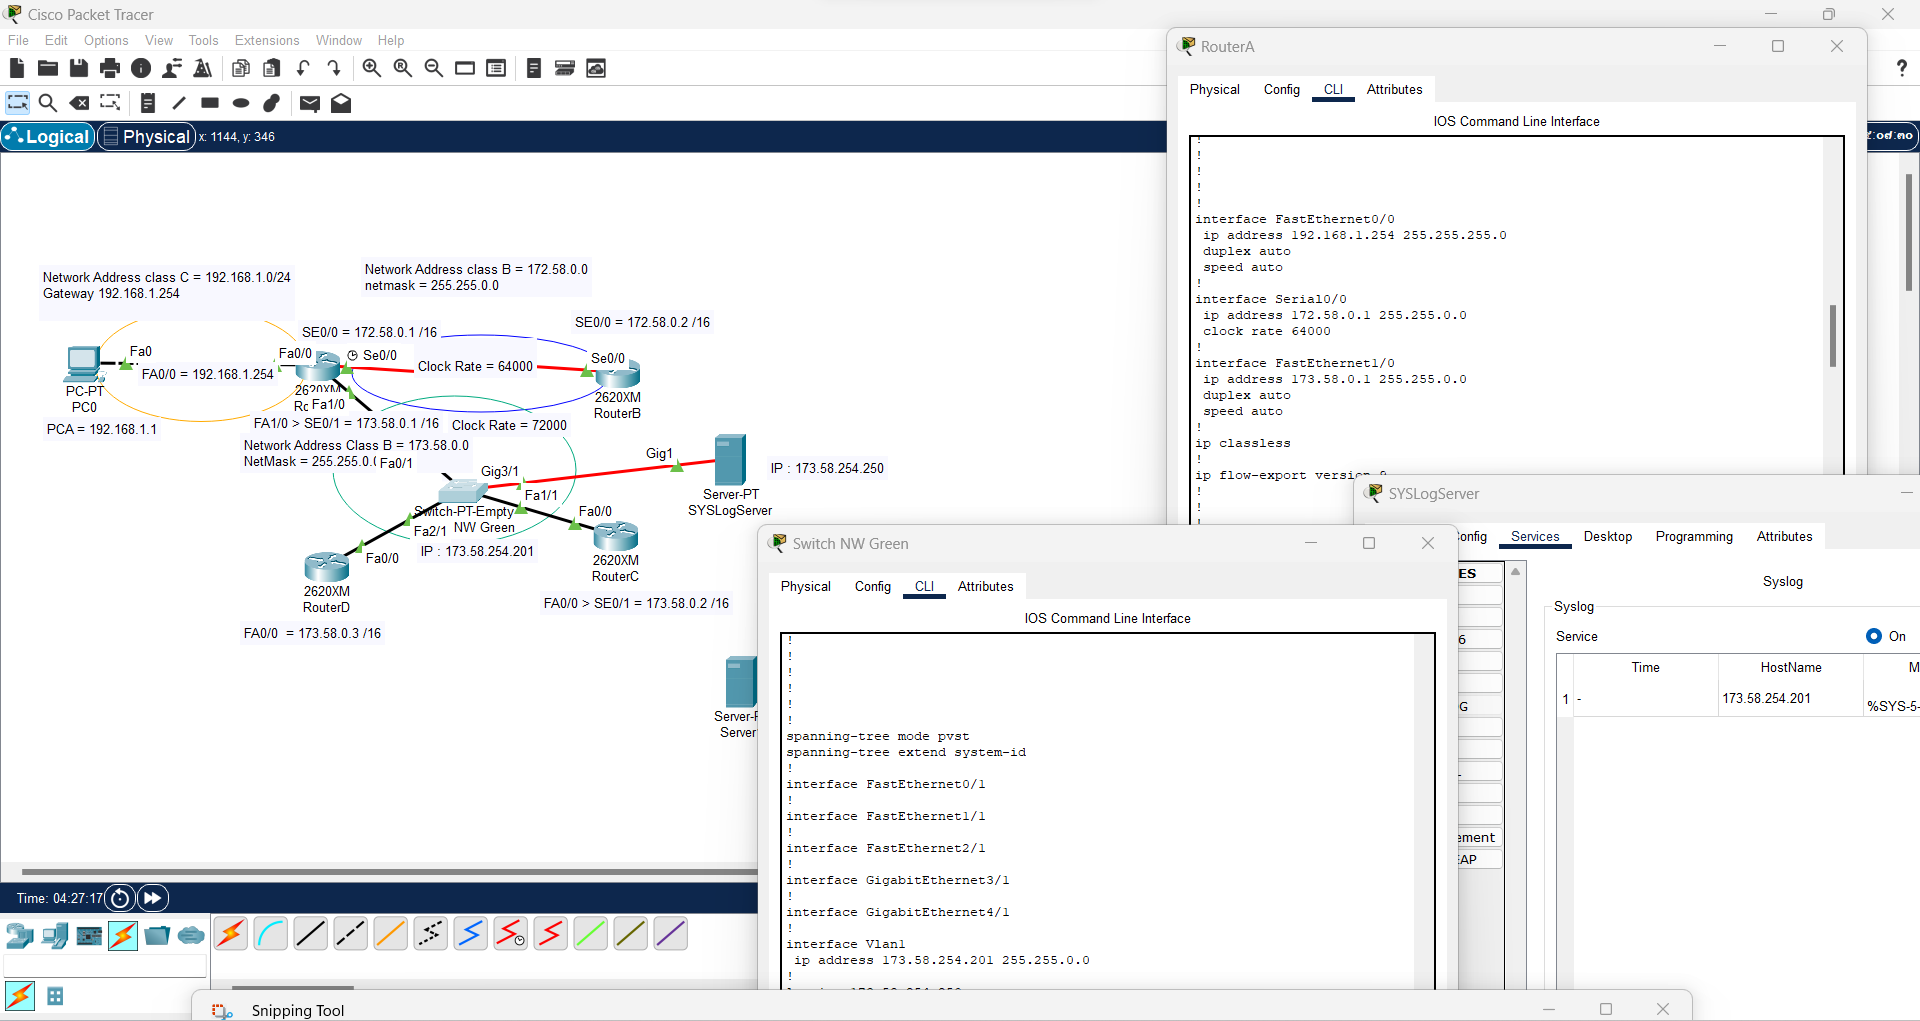 Cisco Packet Tracer
File Edit Options View Tools Extensions Window Help
Logical Physical x: 1144, y: 346
Network Address class C = 192.168.1.0/24
Gateway 192.168.1.254
Network Address class B = 172.58.0.0
netmask = 255.255.0.0
SE0/0 = 172.58.0.1 /16
SE0/0 = 172.58.0.2 /16
Fa0
Fa0/0
Se0/0
Clock Rate = 64000
Se0/0
FA0/0 = 192.168.1.254
PC-PT
PC0
2620XM
Fa1/0
2620XM
RouterB
PCA = 192.168.1.1
FA1/0 > SE0/1 = 173.58.0.1 /16
Clock Rate = 72000
Network Address Class B = 173.58.0.0
NetMask = 255.255.0.(
Fa0/1
Gig3/1
Gig1
IP : 173.58.254.250
Server-PT
SYSLogServer
Fa1/1
Switch-PT-Empty
NW Green
Fa0/0
Fa2/1
IP : 173.58.254.201
Fa0/0
2620XM
RouterC
2620XM
RouterD
FA0/0 > SE0/1 = 173.58.0.2 /16
FA0/0 = 173.58.0.3 /16
Server
Time: 04:27:17
RouterA
Physical Config CLI Attributes
IOS Command Line Interface
!
!
!
!
!
interface FastEthernet0/0
ip address 192.168.1.254 255.255.255.0
duplex auto
speed auto
!
interface Serial0/0
ip address 172.58.0.1 255.255.0.0
clock rate 64000
!
interface FastEthernet1/0
ip address 173.58.0.1 255.255.0.0
duplex auto
speed auto
!
ip classless
!
ip flow-export version 9
!
!
!
SYSLogServer
onfig Services Desktop Programming Attributes
ES
6
G
ement
EAP
Syslog
Syslog
Service On
Time HostName M
1 - 173.58.254.201 %SYS-5-
Switch NW Green
Physical Config CLI Attributes
IOS Command Line Interface
!
!
!
!
!
!
spanning-tree mode pvst
spanning-tree extend system-id
!
interface FastEthernet0/1
!
interface FastEthernet1/1
!
interface FastEthernet2/1
!
interface GigabitEthernet3/1
!
interface GigabitEthernet4/1
!
interface Vlan1
ip address 173.58.254.201 255.255.0.0
!
Snipping Tool